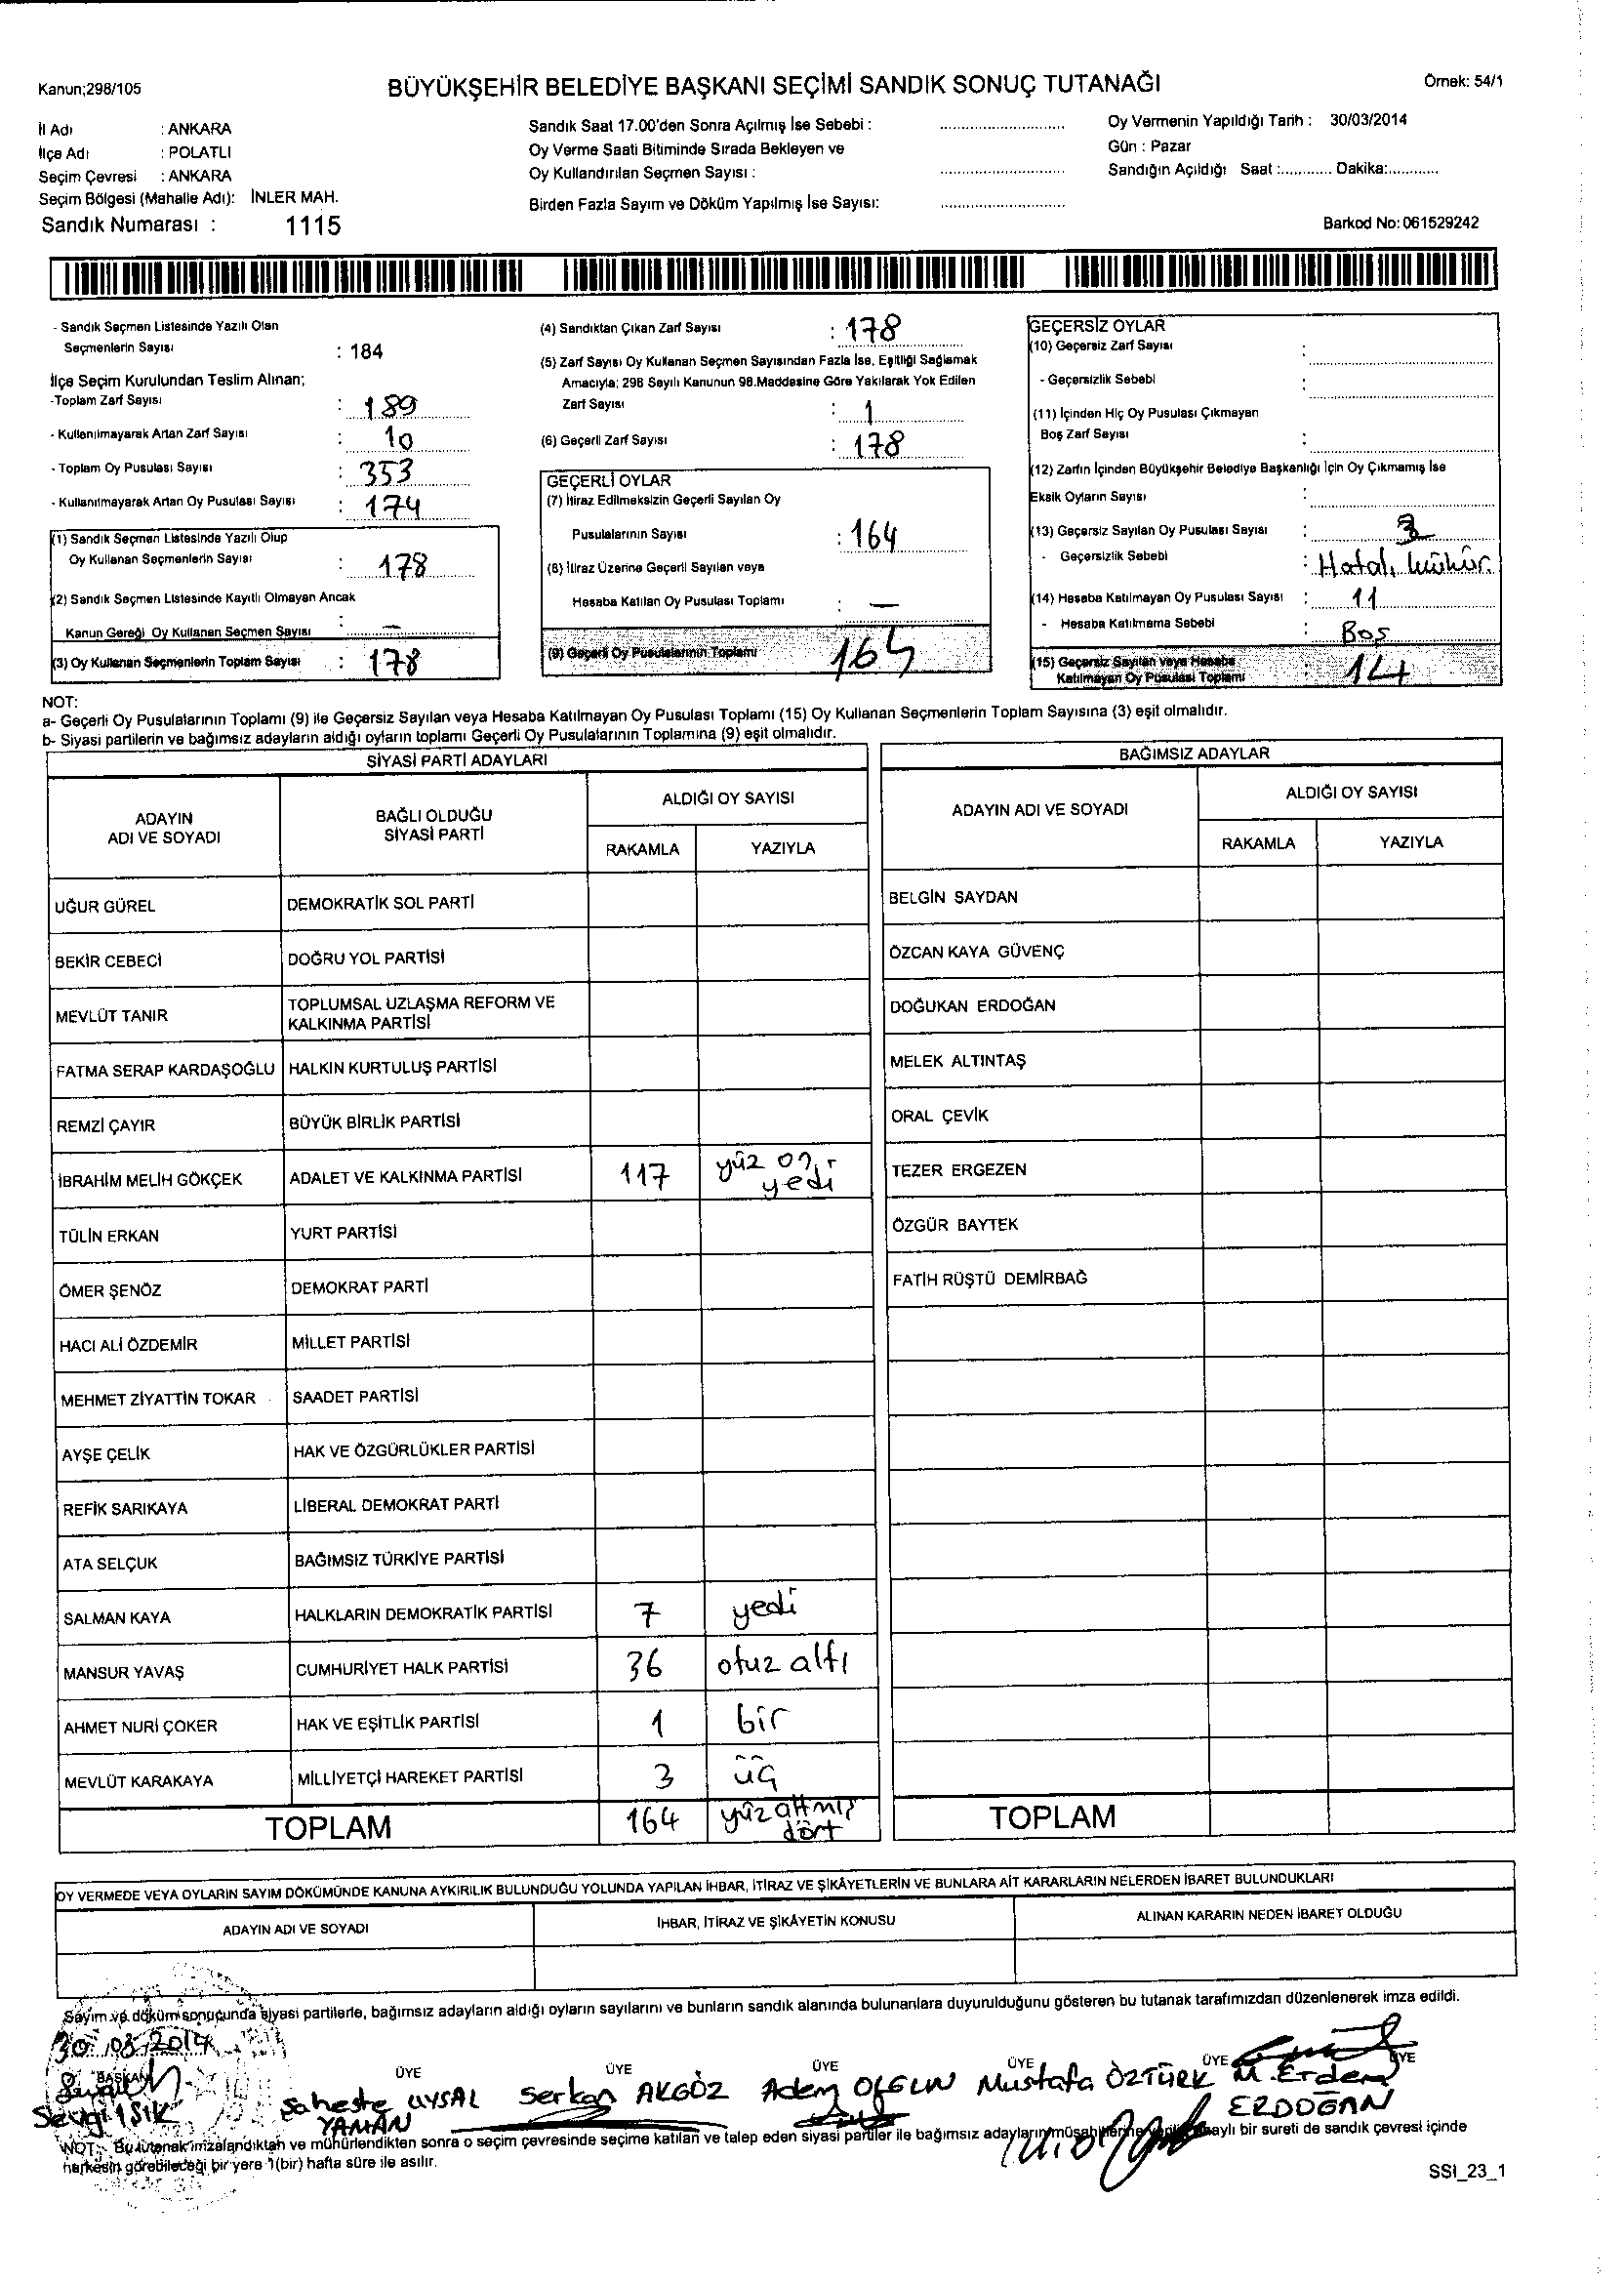 Kanun;298/105
BÜYÜKŞEHİR BELEDİYE BAŞKANI SEÇİMİ SANDIK SONUÇ TUTANAĞI
Örnek: 54/1
İl Adı : ANKARA
İlçe Adı : POLATLI
Seçim Çevresi : ANKARA
Seçim Bölgesi (Mahalle Adı): İNLER MAH.
Sandık Numarası : 1115
Sandık Saat 17.00'den Sonra Açılmış İse Sebebi :
Oy Verme Saati Bitiminde Sırada Bekleyen ve
Oy Kullandırılan Seçmen Sayısı :
Birden Fazla Sayım ve Döküm Yapılmış İse Sayısı:
Oy Vermenin Yapıldığı Tarih : 30/03/2014
Gün : Pazar
Sandığın Açıldığı Saat :............ Dakika:............
Barkod No: 061529242
- Sandık Seçmen Listesinde Yazılı Olan
Seçmenlerin Sayısı : 184
İlçe Seçim Kurulundan Teslim Alınan;
-Toplam Zarf Sayısı : 189
- Kullanılmayarak Artan Zarf Sayısı : 10
- Toplam Oy Pusulası Sayısı : 353
- Kullanılmayarak Artan Oy Pusulası Sayısı : 174
(1) Sandık Seçmen Listesinde Yazılı Olup
Oy Kullanan Seçmenlerin Sayısı : 178
(2) Sandık Seçmen Listesinde Kayıtlı Olmayan Ancak
Kanun Gereği Oy Kullanan Seçmen Sayısı : —
(3) Oy Kullanan Seçmenlerin Toplam Sayısı : 178
(4) Sandıktan Çıkan Zarf Sayısı : 178
(5) Zarf Sayısı Oy Kullanan Seçmen Sayısından Fazla İse, Eşitliği Sağlamak
Amacıyla; 298 Sayılı Kanunun 98.Maddesine Göre Yakılarak Yok Edilen
Zarf Sayısı : 1
(6) Geçerli Zarf Sayısı : 178
GEÇERLİ OYLAR
(7) İtiraz Edilmeksizin Geçerli Sayılan Oy
Pusulalarının Sayısı : 164
(8) İtiraz Üzerine Geçerli Sayılan veya
Hesaba Katılan Oy Pusulası Toplamı : —
(9) Geçerli Oy Pusulalarının Toplamı 164
GEÇERSİZ OYLAR
(10) Geçersiz Zarf Sayısı :
- Geçersizlik Sebebi :
(11) İçinden Hiç Oy Pusulası Çıkmayan
Boş Zarf Sayısı :
(12) Zarfın İçinden Büyükşehir Belediye Başkanlığı İçin Oy Çıkmamış İse
Eksik Oyların Sayısı :
(13) Geçersiz Sayılan Oy Pusulası Sayısı : 3
- Geçersizlik Sebebi : Hatalı mühür.
(14) Hesaba Katılmayan Oy Pusulası Sayısı : 11
- Hesaba Katılmama Sebebi : Boş
(15) Geçersiz Sayılan veya Hesaba
Katılmayan Oy Pusulası Toplamı 14
NOT:
a- Geçerli Oy Pusulalarının Toplamı (9) ile Geçersiz Sayılan veya Hesaba Katılmayan Oy Pusulası Toplamı (15) Oy Kullanan Seçmenlerin Toplam Sayısına (3) eşit olmalıdır.
b- Siyasi partilerin ve bağımsız adayların aldığı oyların toplamı Geçerli Oy Pusulalarının Toplamına (9) eşit olmalıdır.
SİYASİ PARTİ ADAYLARI
ADAYIN ADI VE SOYADI BAĞLI OLDUĞU SİYASİ PARTİ ALDIĞI OY SAYISI
RAKAMLA YAZIYLA
UĞUR GÜREL DEMOKRATİK SOL PARTİ
BEKİR CEBECİ DOĞRU YOL PARTİSİ
MEVLÜT TANIR TOPLUMSAL UZLAŞMA REFORM VE KALKINMA PARTİSİ
FATMA SERAP KARDAŞOĞLU HALKIN KURTULUŞ PARTİSİ
REMZİ ÇAYIR BÜYÜK BİRLİK PARTİSİ
İBRAHİM MELİH GÖKÇEK ADALET VE KALKINMA PARTİSİ 117 yüz on yedi
TÜLİN ERKAN YURT PARTİSİ
ÖMER ŞENÖZ DEMOKRAT PARTİ
HACI ALİ ÖZDEMİR MİLLET PARTİSİ
MEHMET ZİYATTİN TOKAR SAADET PARTİSİ
AYŞE ÇELİK HAK VE ÖZGÜRLÜKLER PARTİSİ
REFİK SARIKAYA LİBERAL DEMOKRAT PARTİ
ATA SELÇUK BAĞIMSIZ TÜRKİYE PARTİSİ
SALMAN KAYA HALKLARIN DEMOKRATİK PARTİSİ 7 yedi
MANSUR YAVAŞ CUMHURİYET HALK PARTİSİ 36 otuz altı
AHMET NURİ ÇOKER HAK VE EŞİTLİK PARTİSİ 1 bir
MEVLÜT KARAKAYA MİLLİYETÇİ HAREKET PARTİSİ 3 üç
TOPLAM 164 yüz altmış dört
BAĞIMSIZ ADAYLAR
ADAYIN ADI VE SOYADI ALDIĞI OY SAYISI
RAKAMLA YAZIYLA
BELGİN SAYDAN
ÖZCAN KAYA GÜVENÇ
DOĞUKAN ERDOĞAN
MELEK ALTINTAŞ
ORAL ÇEVİK
TEZER ERGEZEN
ÖZGÜR BAYTEK
FATİH RÜŞTÜ DEMİRBAĞ
TOPLAM
OY VERMEDE VEYA OYLARIN SAYIM DÖKÜMÜNDE KANUNA AYKIRILIK BULUNDUĞU YOLUNDA YAPILAN İHBAR, İTİRAZ VE ŞİKÂYETLERİN VE BUNLARA AİT KARARLARIN NELERDEN İBARET BULUNDUKLARI
ADAYIN ADI VE SOYADI İHBAR, İTİRAZ VE ŞİKÂYETİN KONUSU ALINAN KARARIN NEDEN İBARET OLDUĞU
Sayım ve döküm sonucunda siyasi partilerle, bağımsız adayların aldığı oyların sayılarını ve bunların sandık alanında bulunanlara duyurulduğunu gösteren bu tutanak tarafımızdan düzenlenerek imza edildi.
30.03.2014
BAŞKAN ÜYE ÜYE ÜYE ÜYE ÜYE ÜYE
Sevgi IŞIK
Şaheste UYSAL YAMAN
Serkan AKGÖZ
Adem OLGUN
Mustafa ÖZTÜRK
M. Erdem ERDOĞAN
NOT:- Bu tutanak imzalandıktan ve mühürlendikten sonra o seçim çevresinde seçime katılan ve talep eden siyasi partiler ile bağımsız adayların müşahitlerine onaylı bir sureti de sandık çevresi içinde
herkesin görebileceği bir yere 1(bir) hafta süre ile asılır.
SSI_23_1